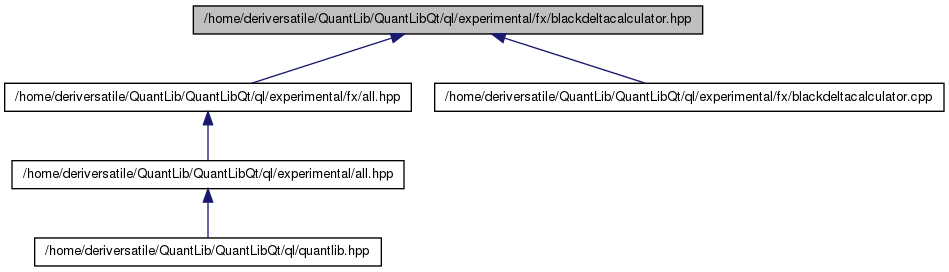 /home/deriversatile/QuantLib/QuantLibQt/ql/experimental/fx/blackdeltacalculator.hpp
/home/deriversatile/QuantLib/QuantLibQt/ql/experimental/fx/all.hpp
/home/deriversatile/QuantLib/QuantLibQt/ql/experimental/fx/blackdeltacalculator.cpp
/home/deriversatile/QuantLib/QuantLibQt/ql/experimental/all.hpp
/home/deriversatile/QuantLib/QuantLibQt/ql/quantlib.hpp